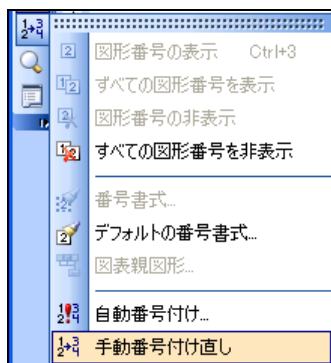 図形番号の表示 Ctrl+3
すべての図形番号を表示
図形番号の非表示
すべての図形番号を非表示
番号書式...
デフォルトの番号書式...
図表親図形...
自動番号付け...
手動番号付け直し